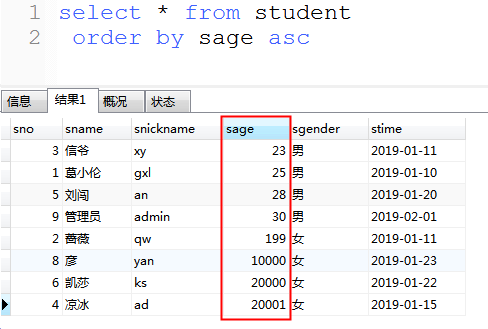 1 select * from student
2 order by sage asc
信息 结果1 概况 状态
sno sname snickname sage sgender stime
3 信爷 xy 23 男 2019-01-11
1 葛小伦 gxl 25 男 2019-01-10
5 刘闯 an 28 男 2019-01-20
9 管理员 admin 30 男 2019-02-01
2 蔷薇 qw 199 女 2019-01-11
8 彦 yan 10000 女 2019-01-23
6 凯莎 ks 20000 女 2019-01-22
4 凉冰 ad 20001 女 2019-01-15